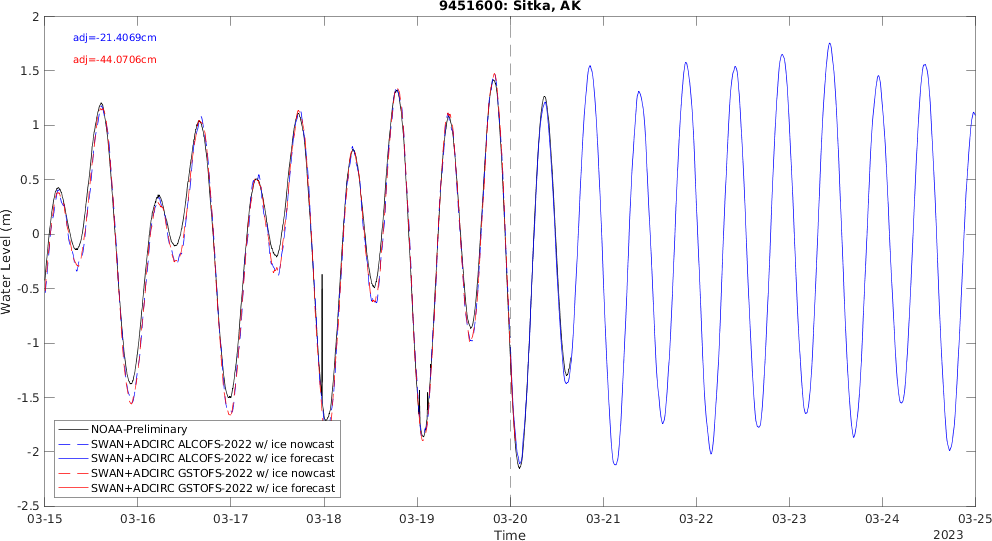 9451600: Sitka, AK
adj=-21.4069cm
adj=-44.0706cm
2
1.5
1
0.5
0
-0.5
-1
-1.5
-2
-2.5
Water Level (m)
NOAA-Preliminary
SWAN+ADCIRC ALCOFS-2022 w/ ice nowcast
SWAN+ADCIRC ALCOFS-2022 w/ ice forecast
SWAN+ADCIRC GSTOFS-2022 w/ ice nowcast
SWAN+ADCIRC GSTOFS-2022 w/ ice forecast
03-15 03-16 03-17 03-18 03-19 03-20 03-21 03-22 03-23 03-24 03-25
Time
2023